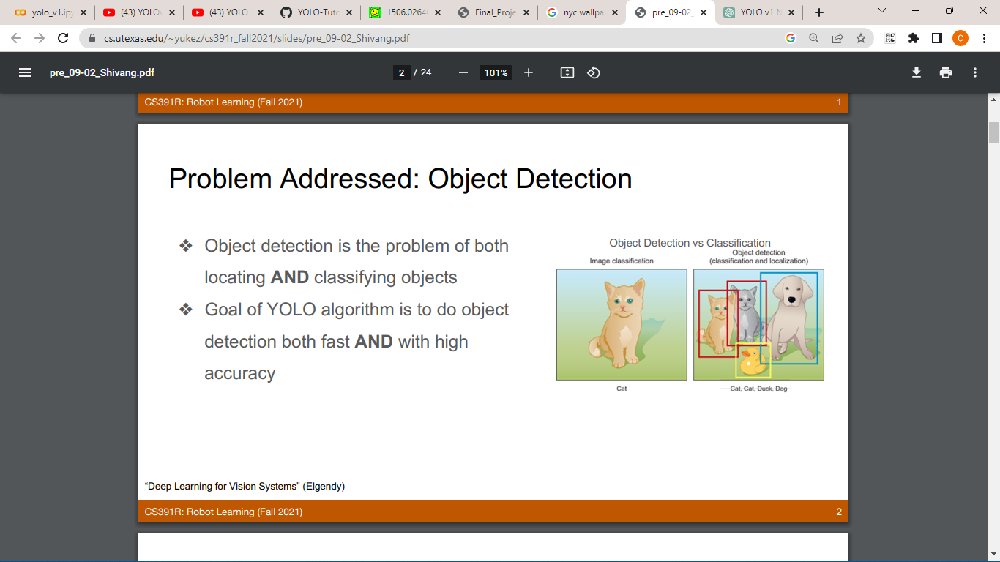 yolo_v1.ip
(43) YOLO
(43) YOLO
YOLO-Tut
1506.0264
Final_Proje
nyc wallpa
pre_09-02_
YOLO v1
cs.utexas.edu/~yukez/cs391r_fall2021/slides/pre_09-02_Shivang.pdf
C
pre_09-02_Shivang.pdf
2 / 24
101%
CS391R: Robot Learning (Fall 2021) 1
Problem Addressed: Object Detection
❖ Object detection is the problem of both
locating AND classifying objects
❖ Goal of YOLO algorithm is to do object
detection both fast AND with high
accuracy
Object Detection vs Classification
Image classification
Object detection
(classification and localization)
Cat
Cat, Cat, Duck, Dog
“Deep Learning for Vision Systems” (Elgendy)
CS391R: Robot Learning (Fall 2021) 2